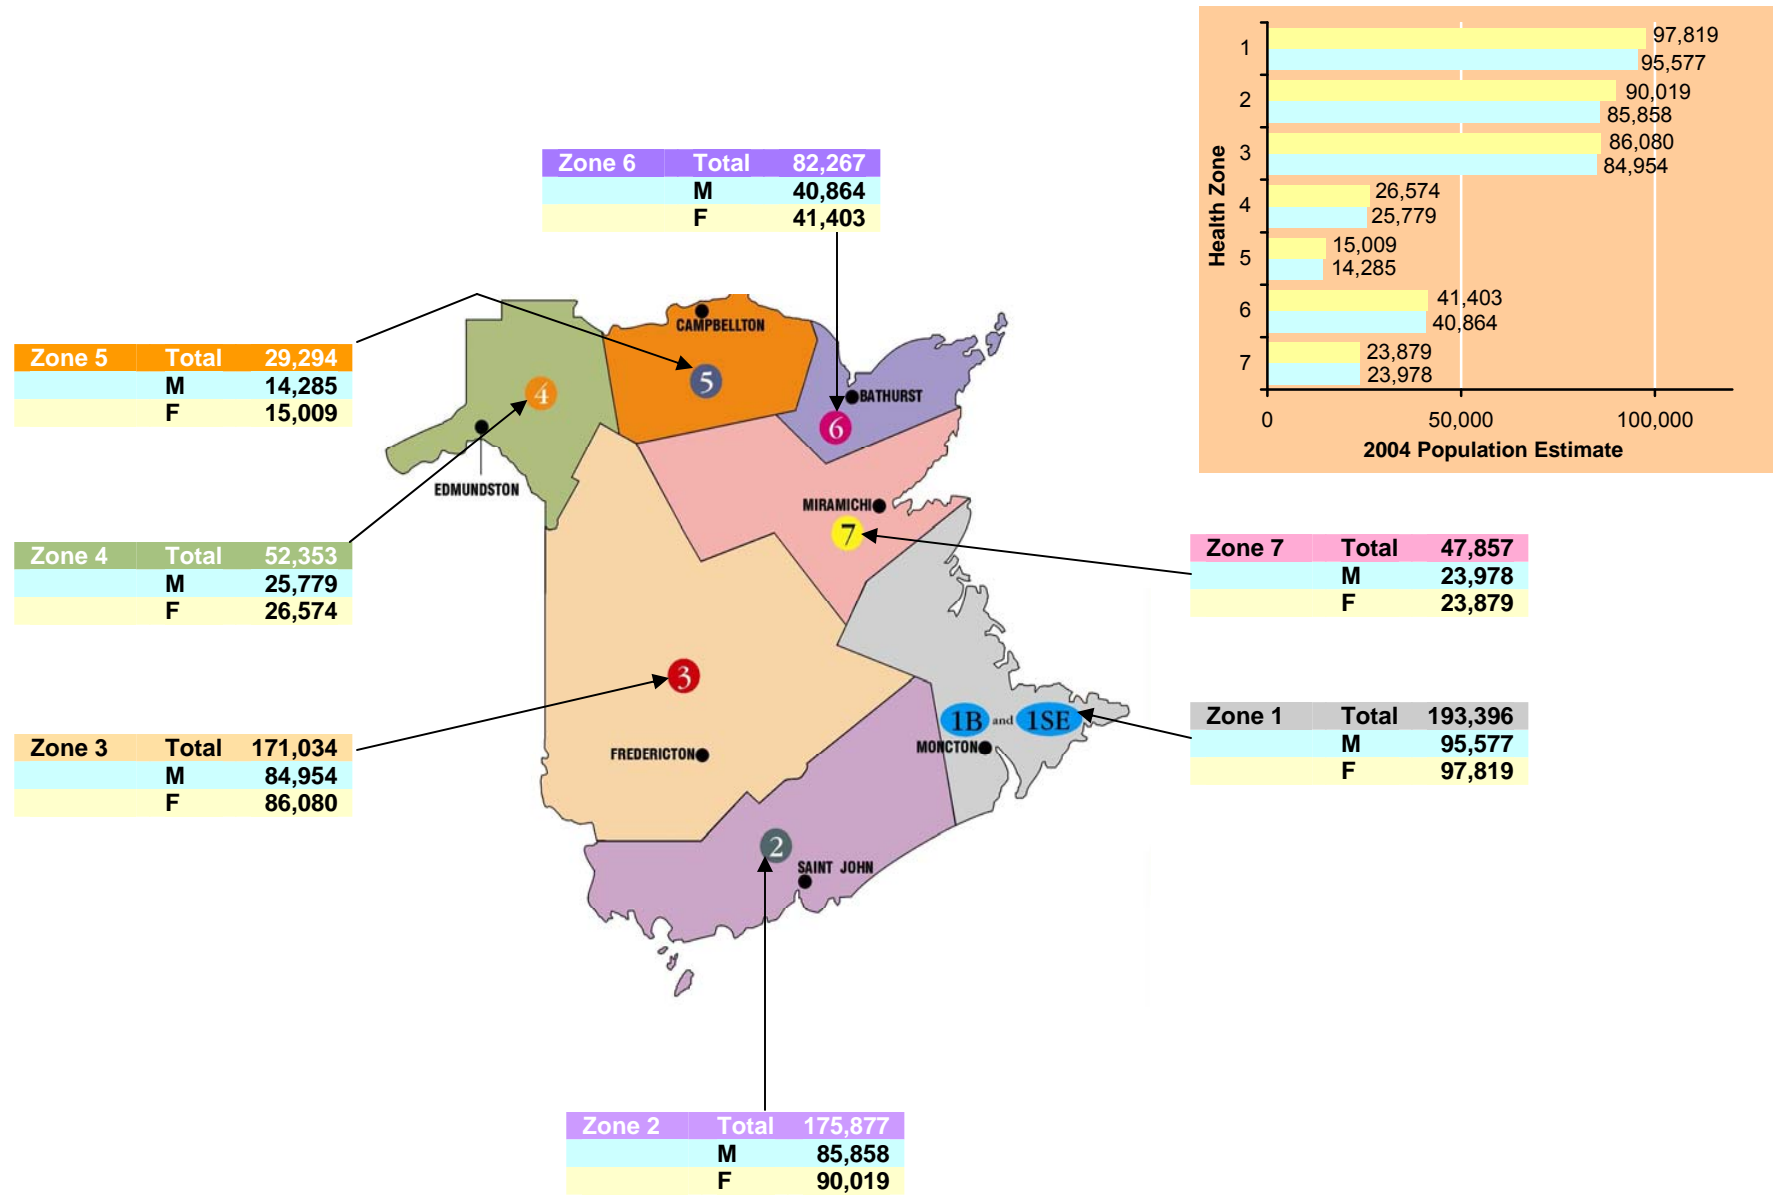 1
97,819
95,577
2
90,019
85,858
3
86,080
84,954
4
26,574
25,779
5
15,009
14,285
6
41,403
40,864
7
23,879
23,978
0 50,000 100,000
Health Zone
2004 Population Estimate
Zone 6 Total 82,267
M 40,864
F 41,403
Zone 5 Total 29,294
M 14,285
F 15,009
Zone 4 Total 52,353
M 25,779
F 26,574
Zone 3 Total 171,034
M 84,954
F 86,080
CAMPBELLTON
5
4
BATHURST
6
EDMUNDSTON
MIRAMICHI
7
3
1B and 1SE
MONCTON
FREDERICTON
2
SAINT JOHN
Zone 7 Total 47,857
M 23,978
F 23,879
Zone 1 Total 193,396
M 95,577
F 97,819
Zone 2 Total 175,877
M 85,858
F 90,019